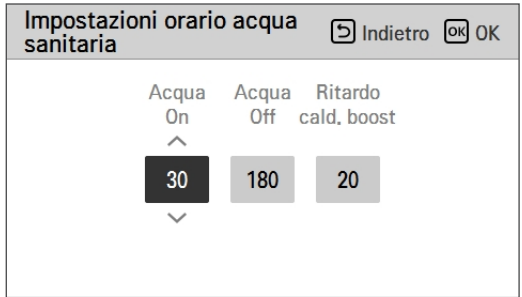 Impostazioni orario acqua
sanitaria
Indietro OK OK
Acqua Acqua Ritardo
On Off cald. boost
30 180 20